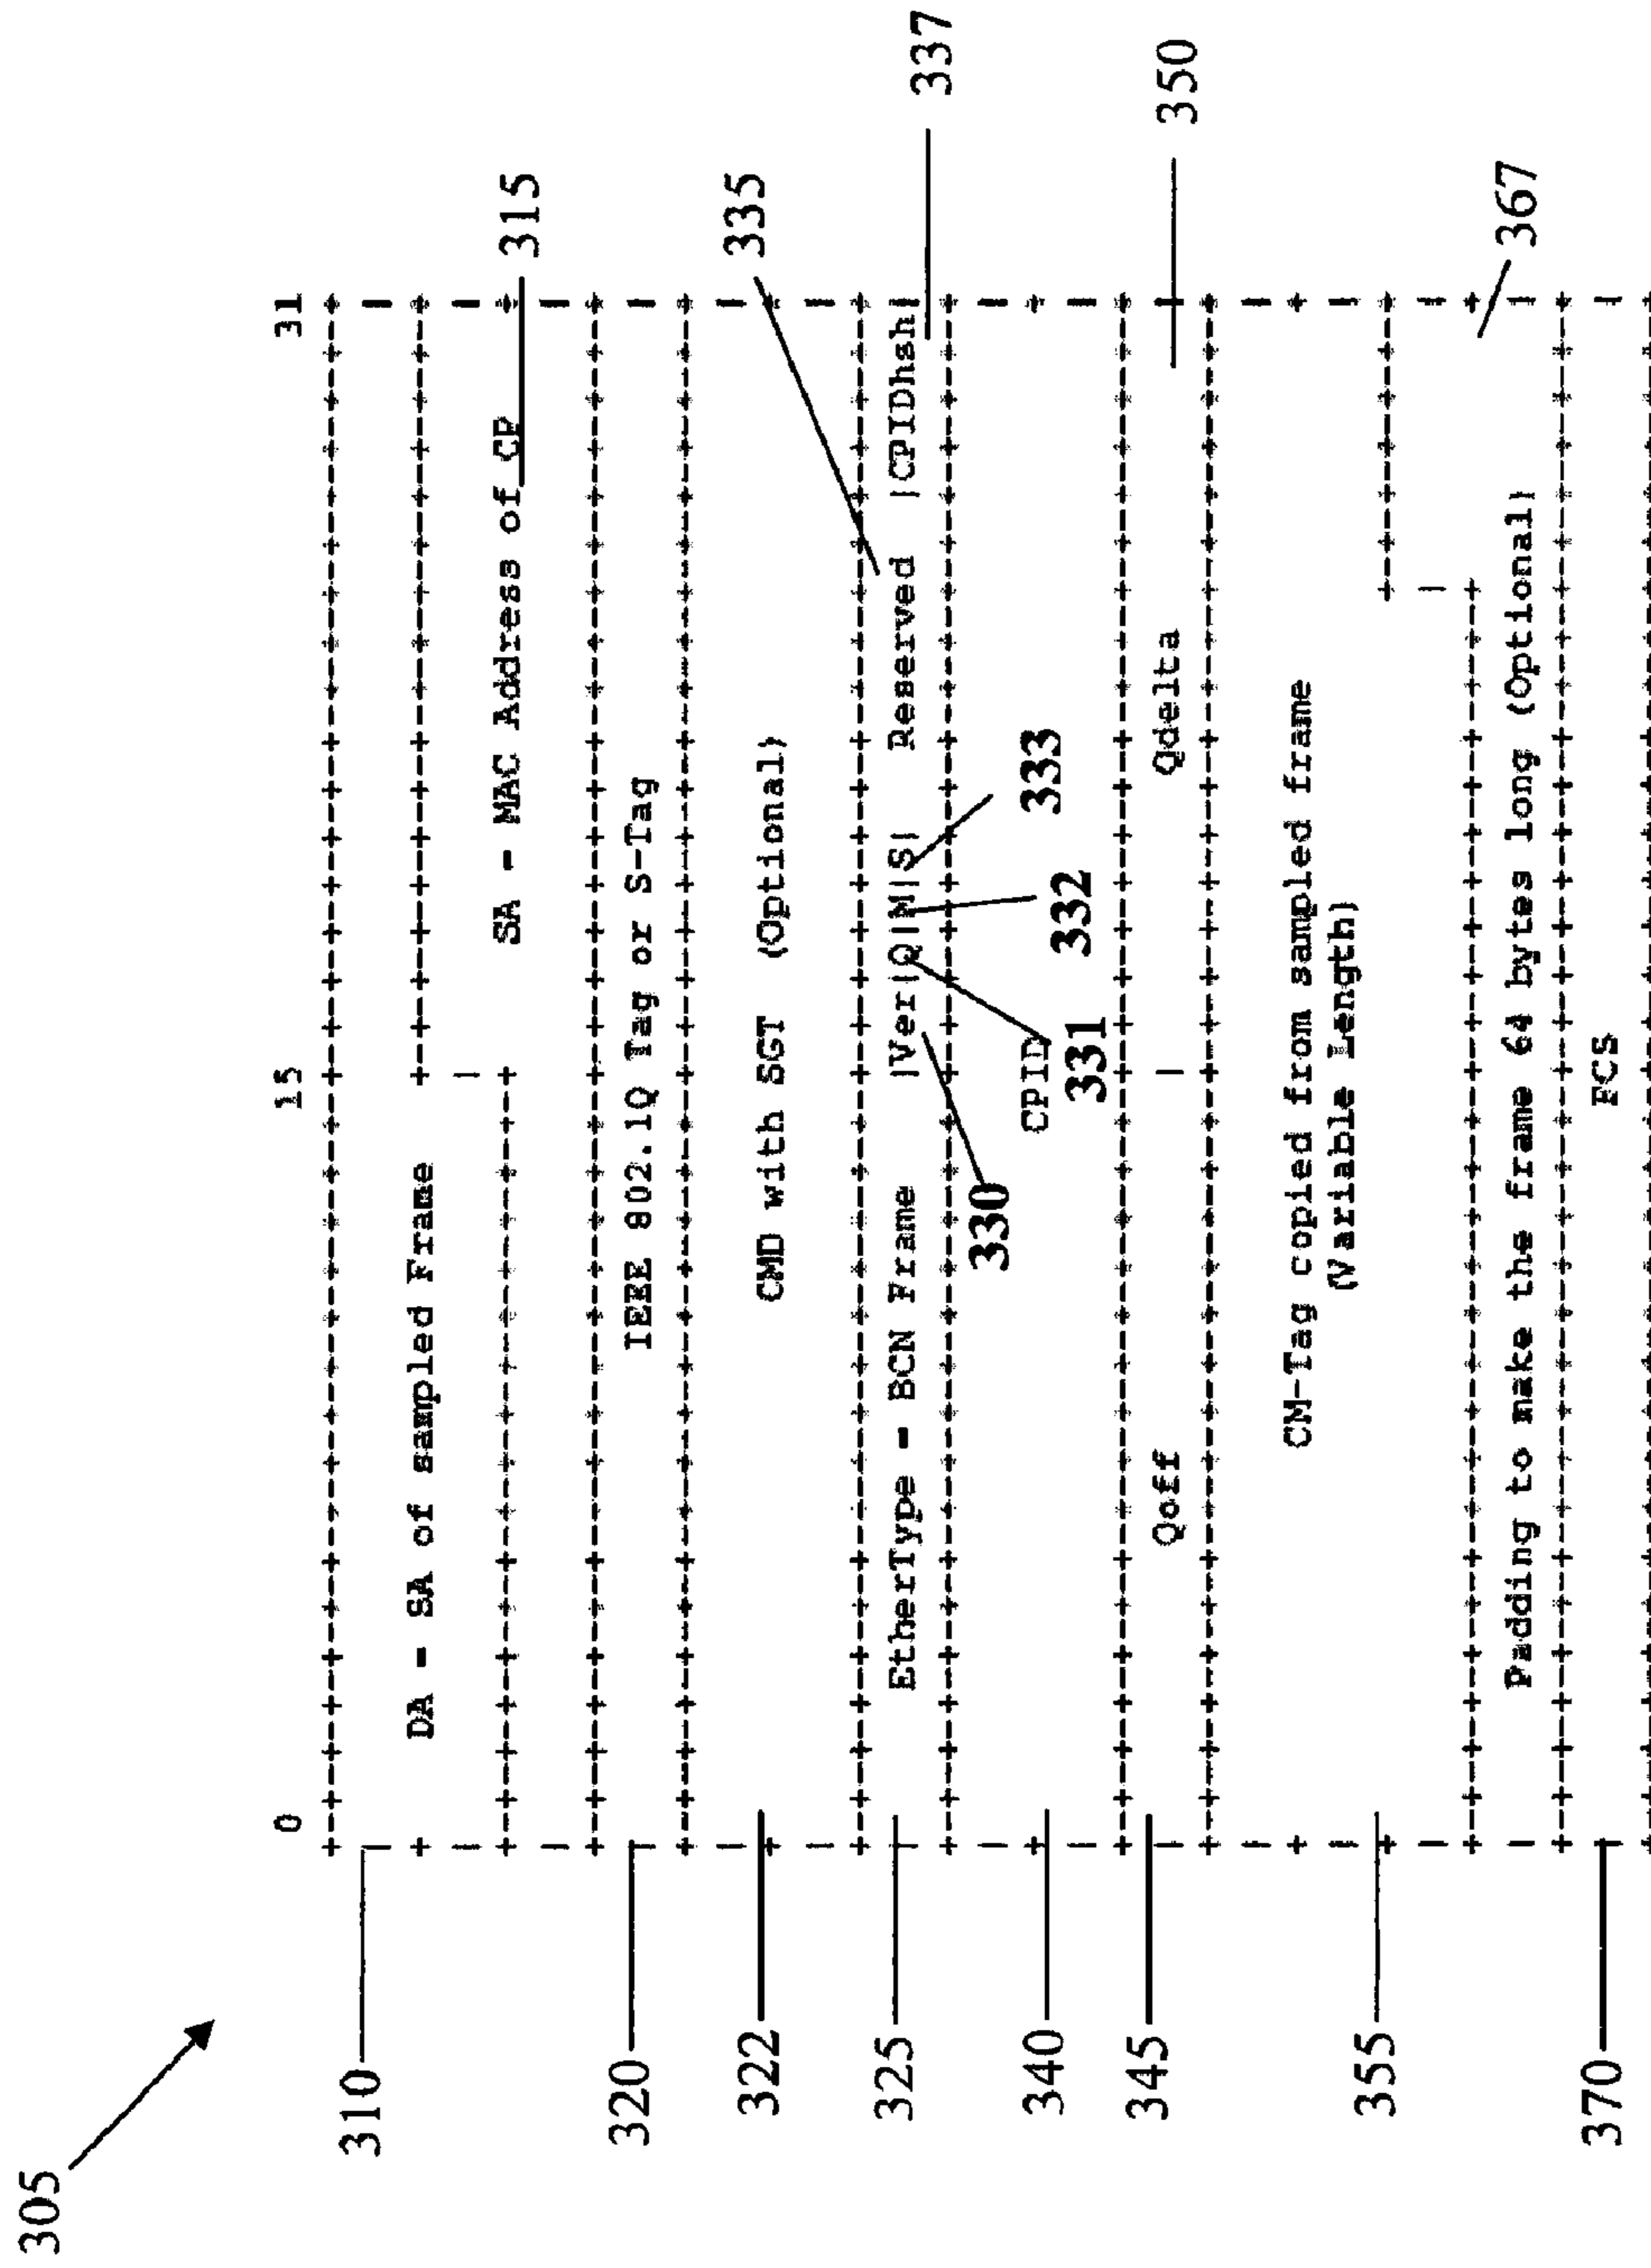 305
0 15 31
310
DA - SA of sampled Frame
SA - MAC Address of CP
315
320
IEEE 802.1Q Tag or S-Tag
322
CMD with SGT (Optional)
335
325
EtherType - BCN Frame |Ver|Q|M|S| Reserved |CPIDhsh|
337
330
331
332
333
340
CPID
345
Qoff | Qdelta
350
355
CM-Tag copied from sampled frame
(Variable Length)
367
Padding to make the frame 64 bytes long (Optional)
370
FCS